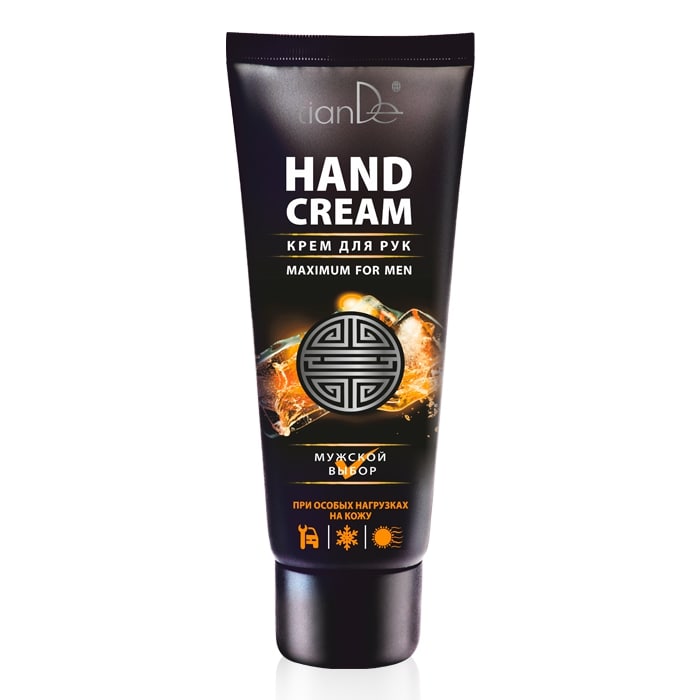 tianDe®
HAND
CREAM
КРЕМ ДЛЯ РУК
MAXIMUM FOR MEN
МУЖСКОЙ
ВЫБОР
ПРИ ОСОБЫХ НАГРУЗКАХ
НА КОЖУ